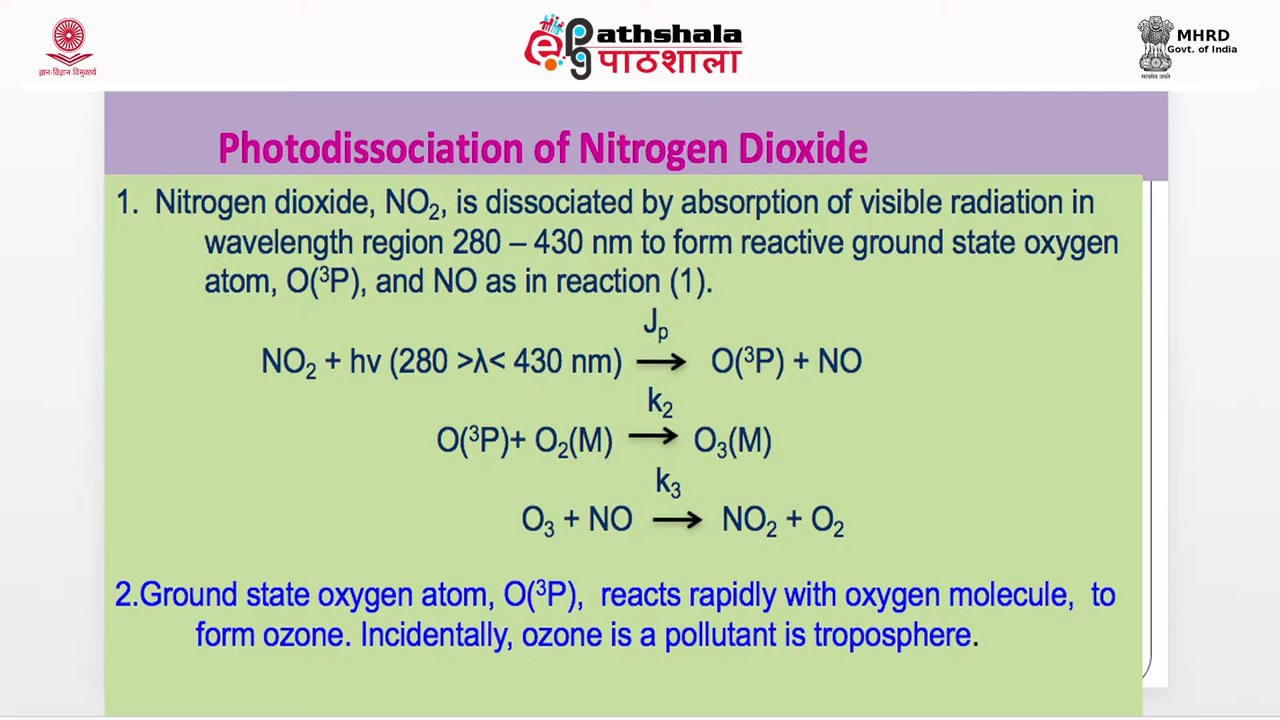 ज्ञान-विज्ञान विमुक्तये
ePathshala
पाठशाला
MHRD
Govt. of India
सत्यमेव जयते
Photodissociation of Nitrogen Dioxide
1. Nitrogen dioxide, NO₂, is dissociated by absorption of visible radiation in
wavelength region 280 – 430 nm to form reactive ground state oxygen
atom, O(³P), and NO as in reaction (1).
Jₚ
NO₂ + hv (280 >λ< 430 nm) → O(³P) + NO
k₂
O(³P)+ O₂(M) → O₃(M)
k₃
O₃ + NO → NO₂ + O₂
2.Ground state oxygen atom, O(³P), reacts rapidly with oxygen molecule, to
form ozone. Incidentally, ozone is a pollutant is troposphere.